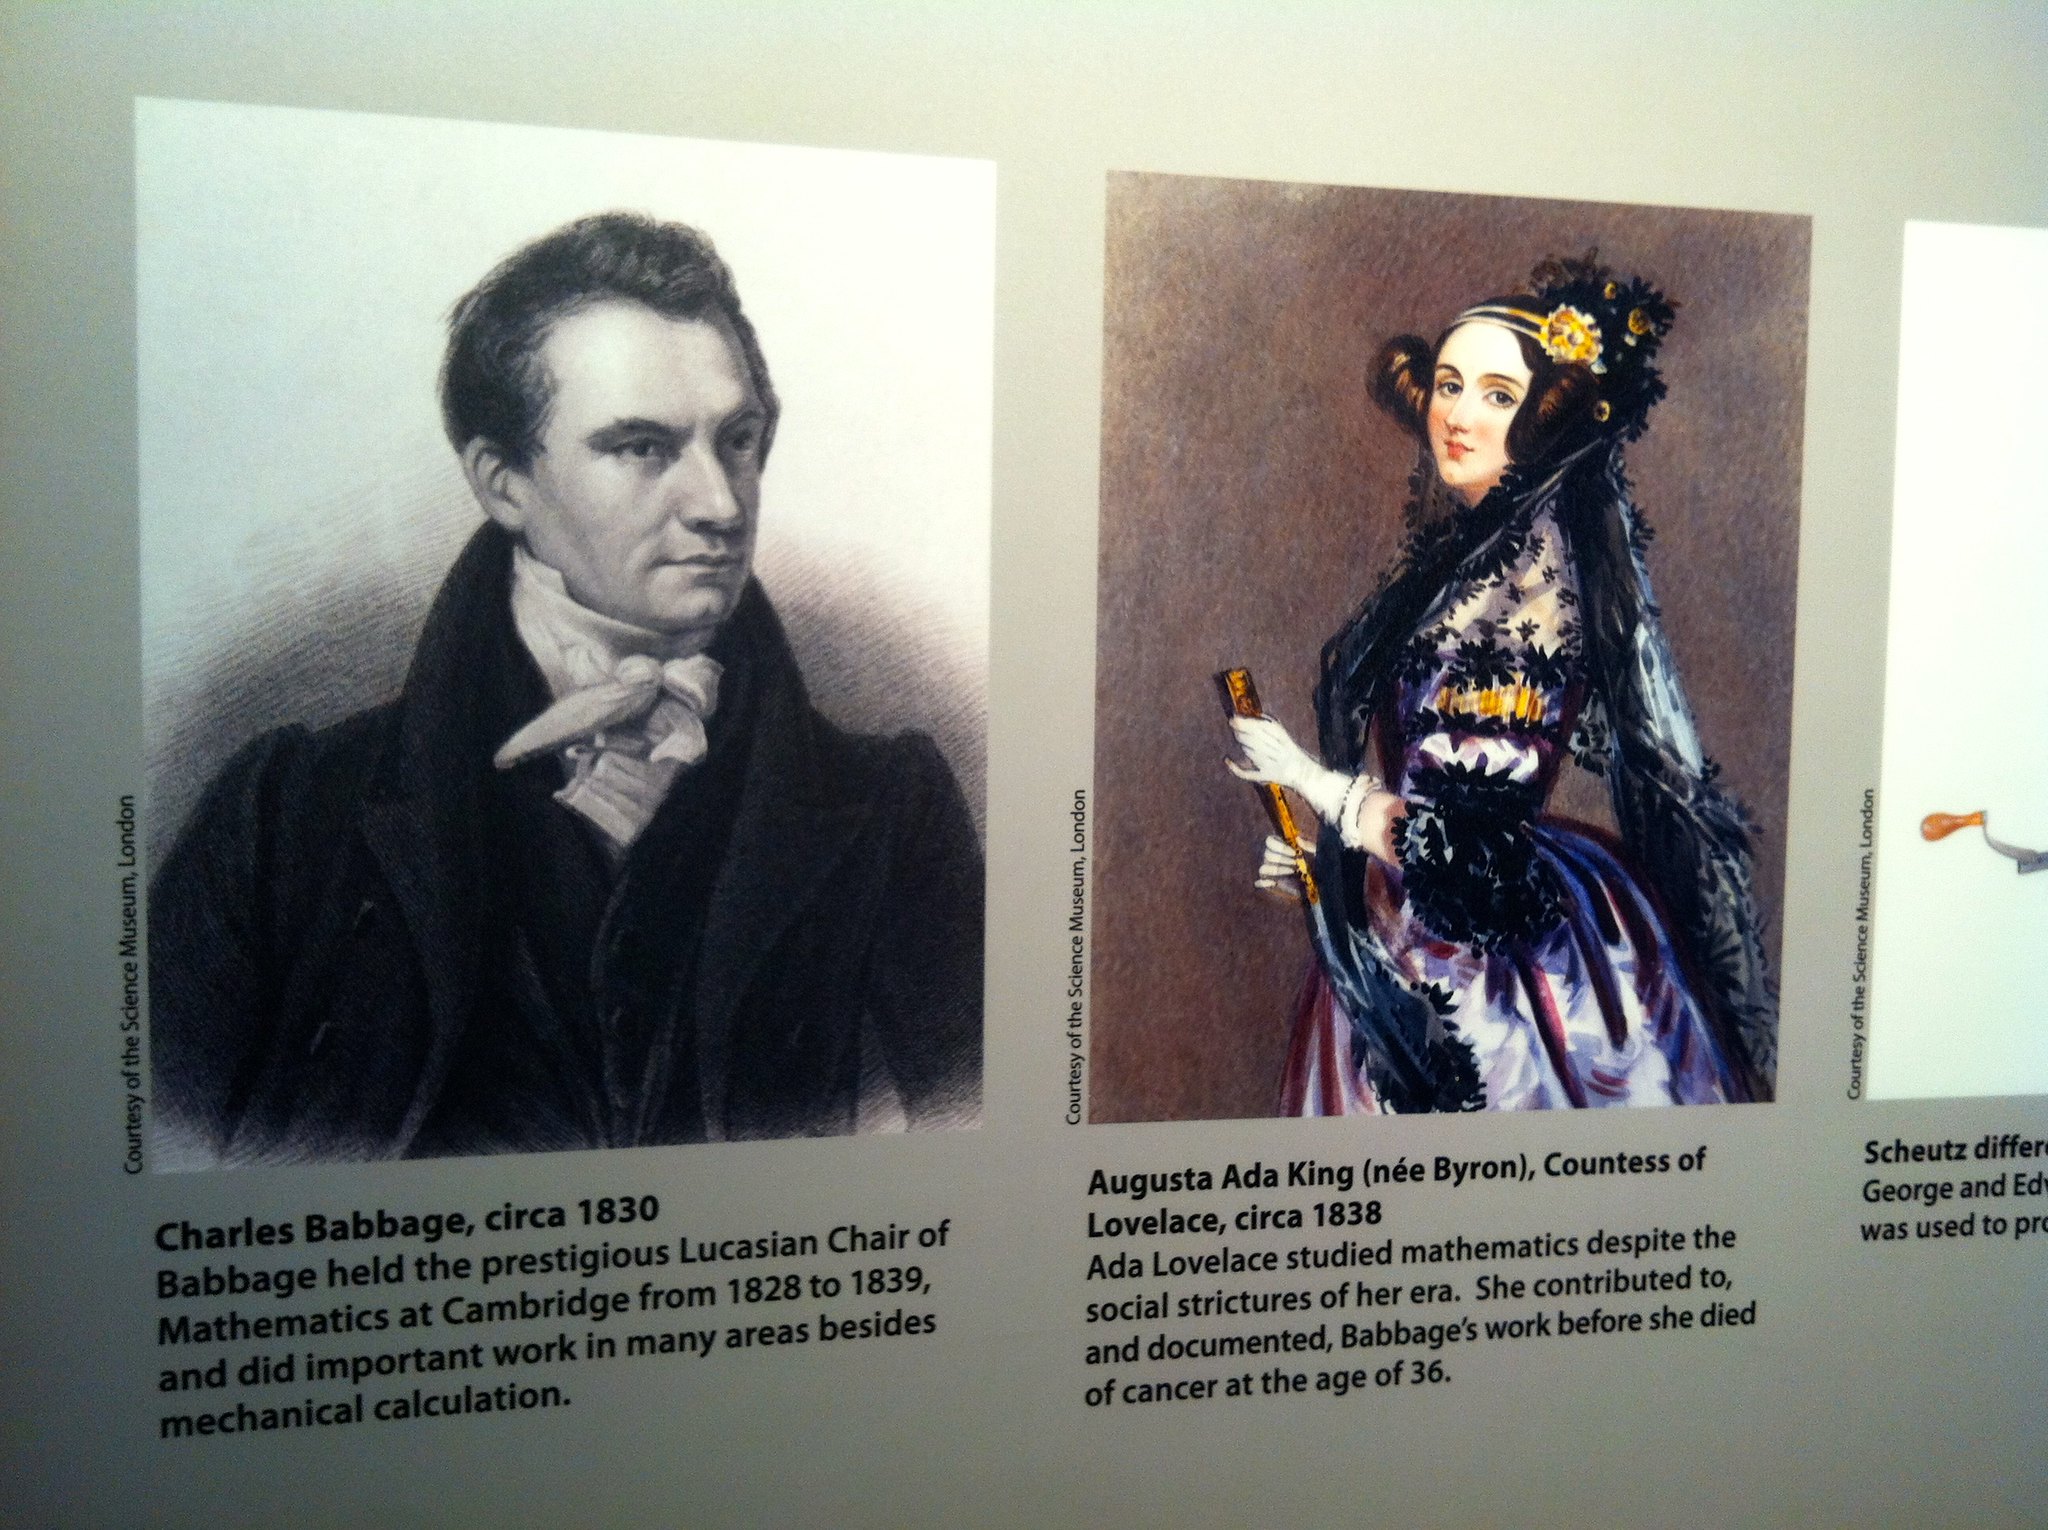 Courtesy of the Science Museum, London
Charles Babbage, circa 1830
Babbage held the prestigious Lucasian Chair of
Mathematics at Cambridge from 1828 to 1839,
and did important work in many areas besides
mechanical calculation.
Courtesy of the Science Museum, London
Augusta Ada King (née Byron), Countess of
Lovelace, circa 1838
Ada Lovelace studied mathematics despite the
social strictures of her era.  She contributed to,
and documented, Babbage's work before she died
of cancer at the age of 36.
Courtesy of the Science Museum, London
Scheutz differe
George and Edv
was used to pro